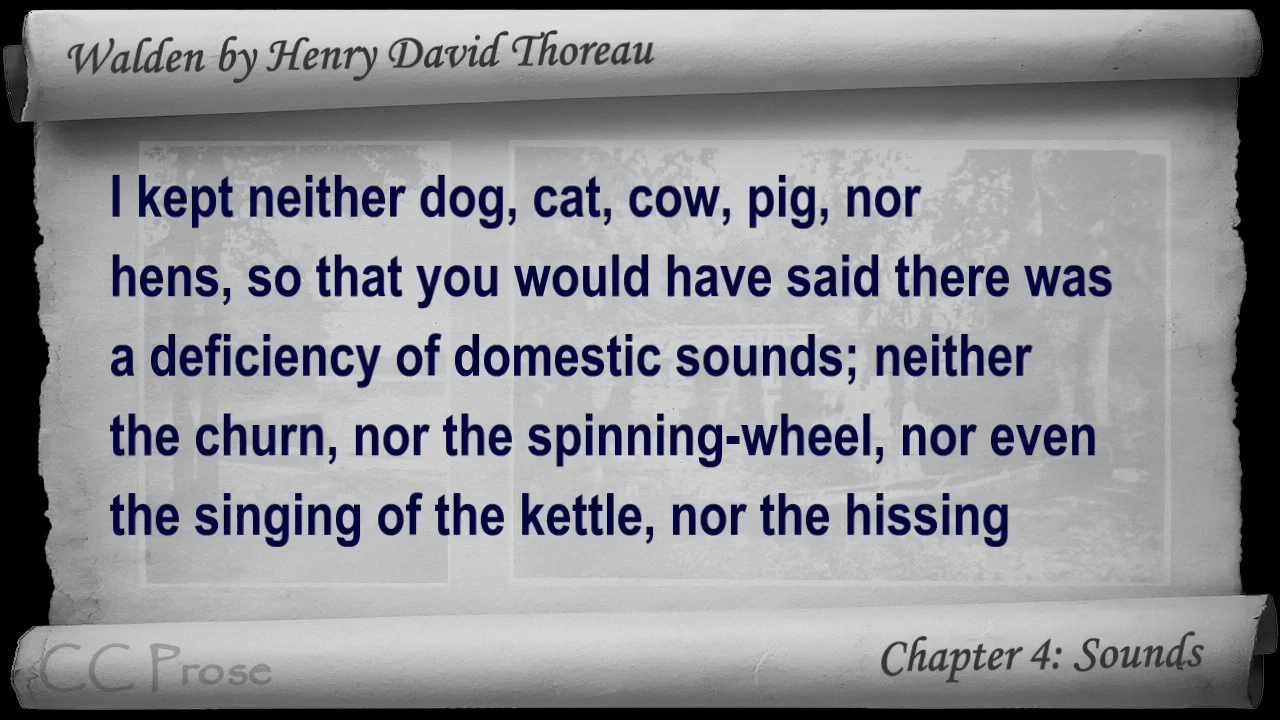 Walden by Henry David Thoreau
I kept neither dog, cat, cow, pig, nor
hens, so that you would have said there was
a deficiency of domestic sounds; neither
the churn, nor the spinning-wheel, nor even
the singing of the kettle, nor the hissing
CC Prose
Chapter 4: Sounds